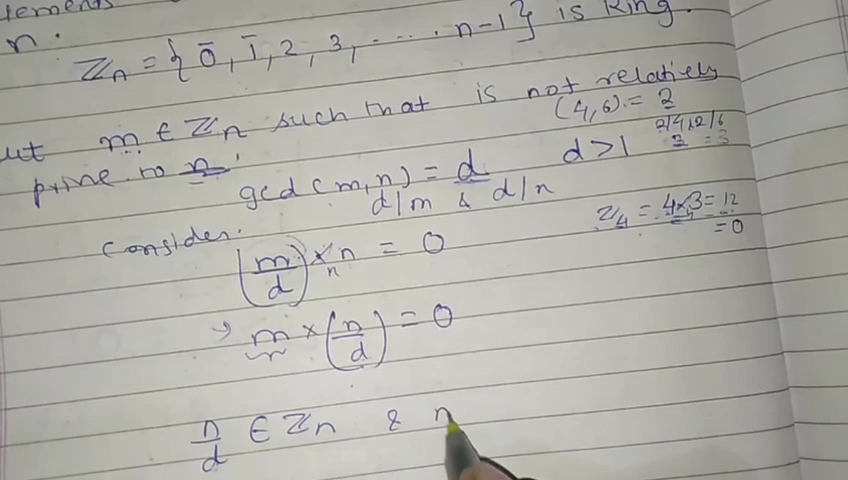 n.
Zₙ = { 0̄, 1̄, 2, 3, ..... n-1 } is Ring.
m ∈ Zₙ such that is not relatively
prime to n.
(4,6) = 2
gcd (m,n) = d d > 1
d/m & d/n
Consider.
Z₄ = 4×3 = 12
= 0
(m/d) ×ₙ n = 0
m × (n/d) = 0
n/d ∈ Zn & n